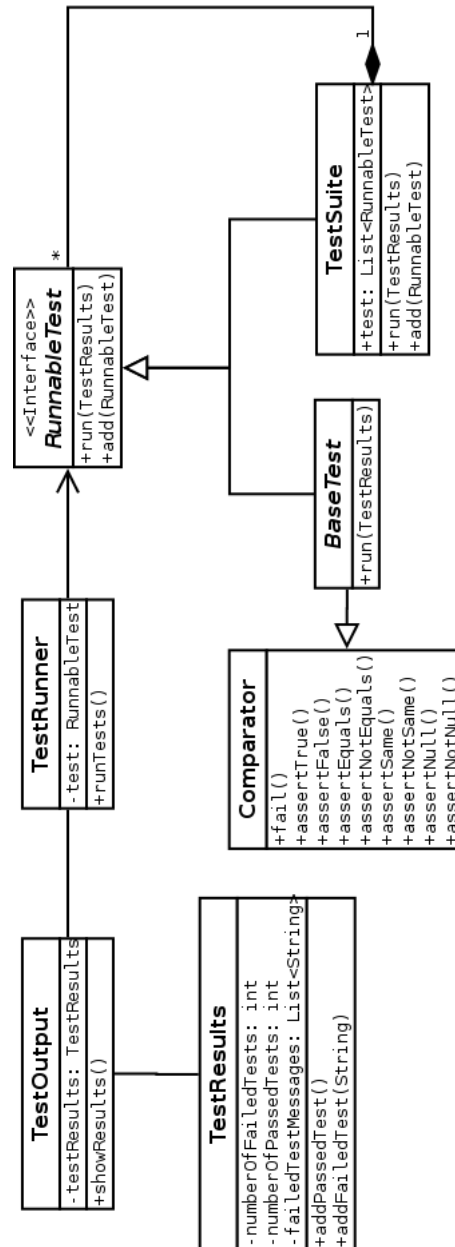 TestOutput
-testResults: TestResults
+showResults()
TestRunner
-test: RunnableTest
+runTests()
<<Interface>>
RunnableTest
+run(TestResults)
+add(RunnableTest)
*
1
TestResults
-numberOfFailedTests: int
-numberOfPassedTests: int
-failedTestMessages: List<String>
+addPassedTest()
+addFailedTest(String)
Comparator
+fail()
+assertTrue()
+assertFalse()
+assertEquals()
+assertNotEquals()
+assertSame()
+assertNotSame()
+assertNull()
+assertNotNull()
BaseTest
+run(TestResults)
TestSuite
+test: List<RunnableTest>
+run(TestResults)
+add(RunnableTest)